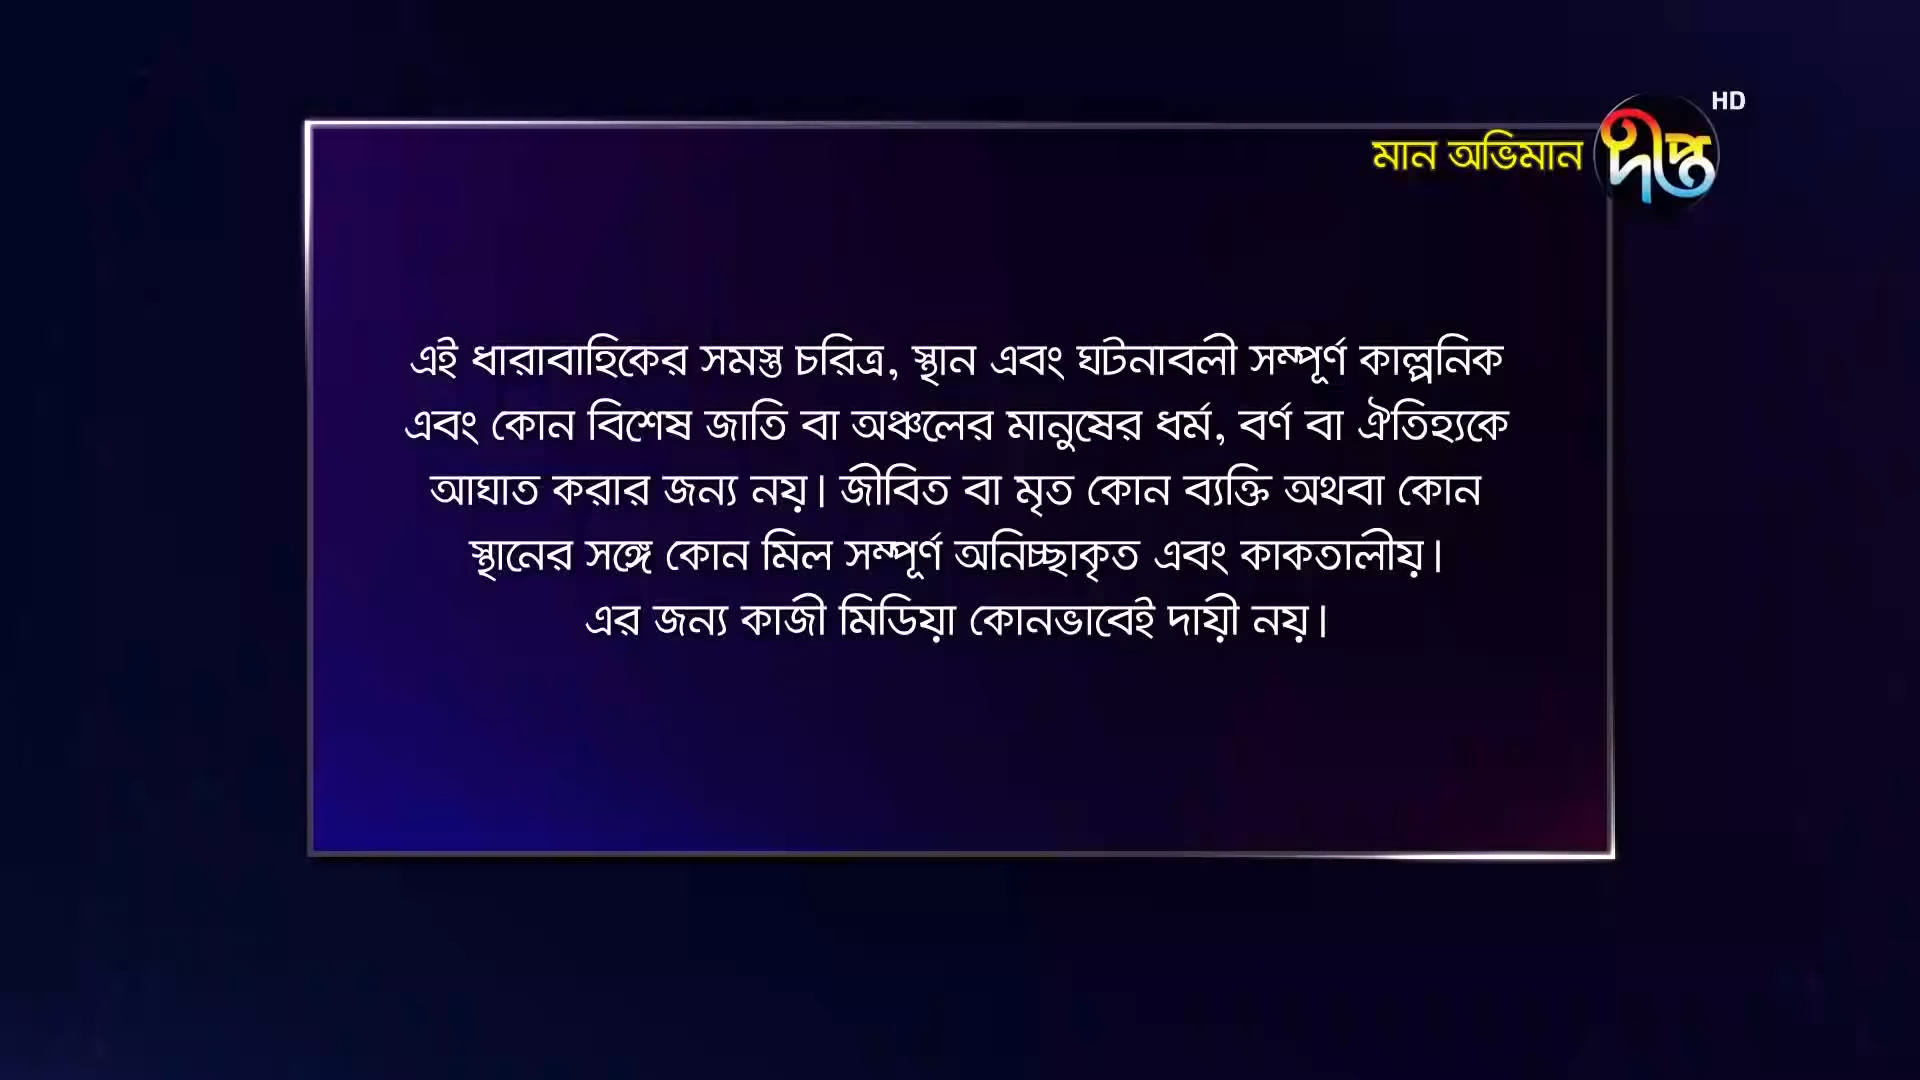 HD
মান অভিমান দীপ্ত
এই ধারাবাহিকের সমস্ত চরিত্র, স্থান এবং ঘটনাবলী সম্পূর্ণ কাল্পনিক
এবং কোন বিশেষ জাতি বা অঞ্চলের মানুষের ধর্ম, বর্ণ বা ঐতিহ্যকে
আঘাত করার জন্য নয়। জীবিত বা মৃত কোন ব্যক্তি অথবা কোন
স্থানের সঙ্গে কোন মিল সম্পূর্ণ অনিচ্ছাকৃত এবং কাকতালীয়।
এর জন্য কাজী মিডিয়া কোনভাবেই দায়ী নয়।